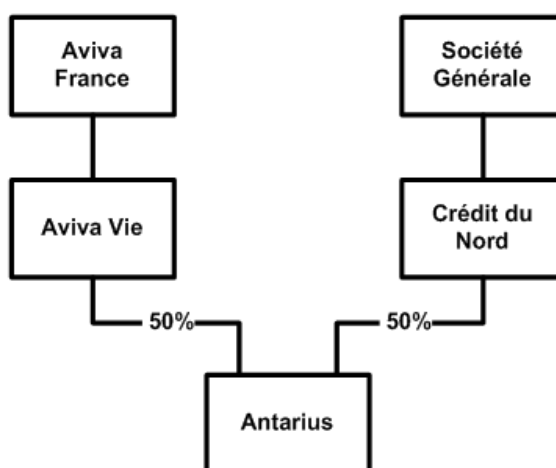 Aviva
France
Société
Générale
Aviva Vie
Crédit du
Nord
50%
50%
Antarius